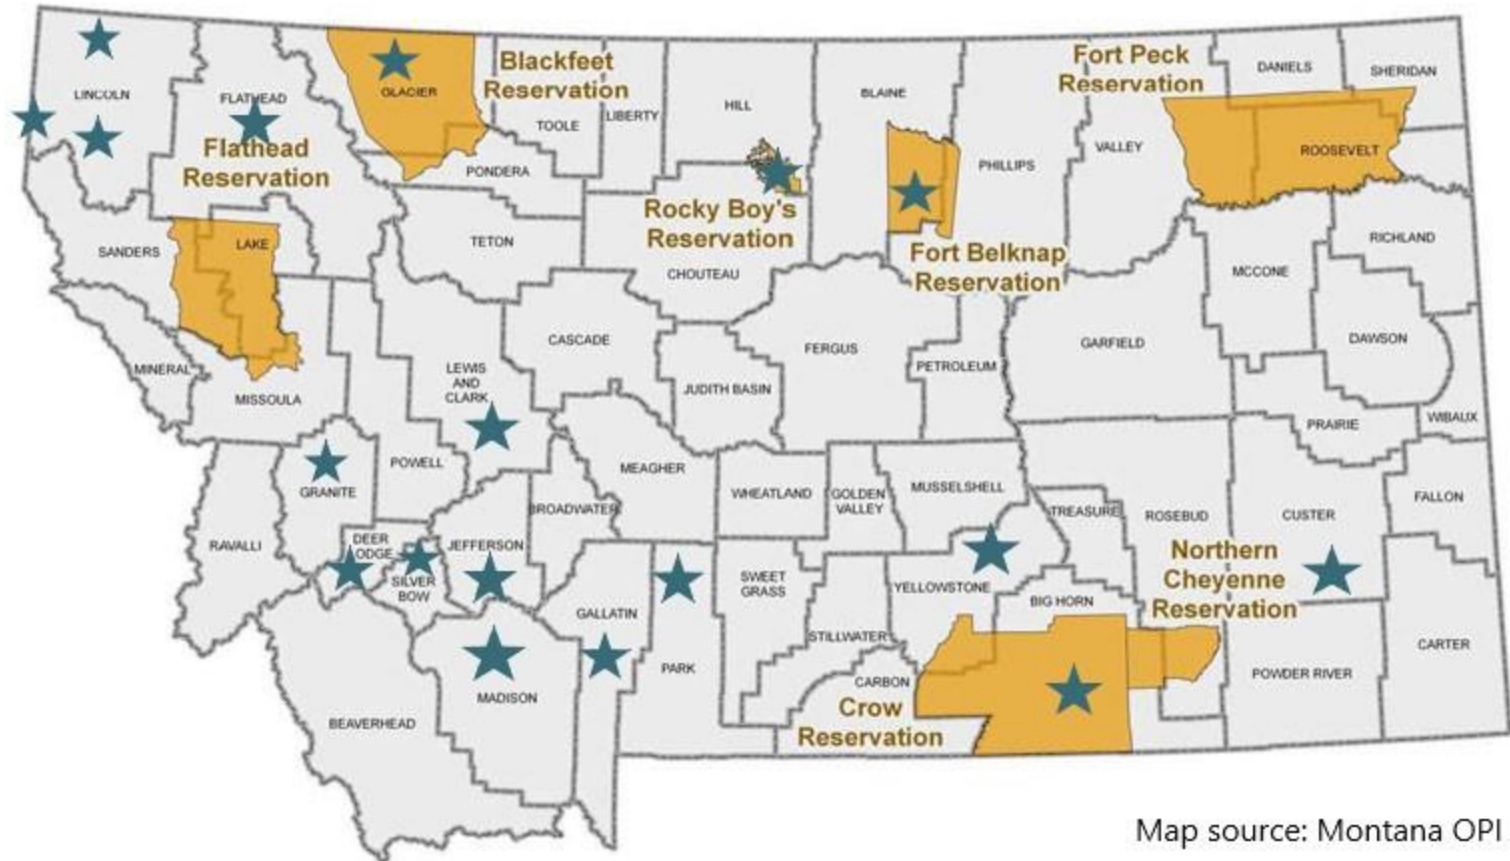 Blackfeet
Reservation
Fort Peck
Reservation
DANIELS
SHERIDAN
LINCOLN
FLATHEAD
GLACIER
TOOLE
LIBERTY
HILL
BLAINE
PHILLIPS
VALLEY
ROOSEVELT
Flathead
Reservation
PONDERA
Rocky Boy's
Reservation
Fort Belknap
Reservation
SANDERS
LAKE
TETON
CHOUTEAU
MCCONE
RICHLAND
MINERAL
MISSOULA
LEWIS
AND
CLARK
CASCADE
JUDITH BASIN
FERGUS
PETROLEUM
GARFIELD
DAWSON
PRAIRIE
WIBAUX
GRANITE
POWELL
MEAGHER
BROADWATER
WHEATLAND
GOLDEN
VALLEY
MUSSELSHELL
TREASURE
ROSEBUD
CUSTER
FALLON
RAVALLI
DEER
LODGE
SILVER
BOW
JEFFERSON
GALLATIN
SWEET
GRASS
YELLOWSTONE
BIG HORN
Northern
Cheyenne
Reservation
STILLWATER
CARBON
PARK
MADISON
BEAVERHEAD
Crow
Reservation
POWDER RIVER
CARTER
Map source: Montana OPI